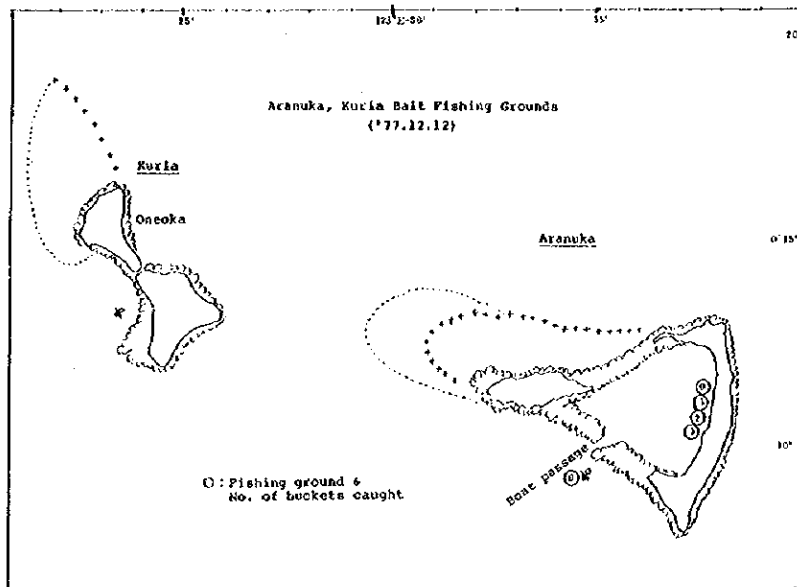 25'
35'
20
Aranuka, Kuria Bait Fishing Grounds
('77.12.12)
Kuria
Oneoka
Aranuka
0°15'
10'
Boat passage
0
O : Fishing ground &
No. of buckets caught